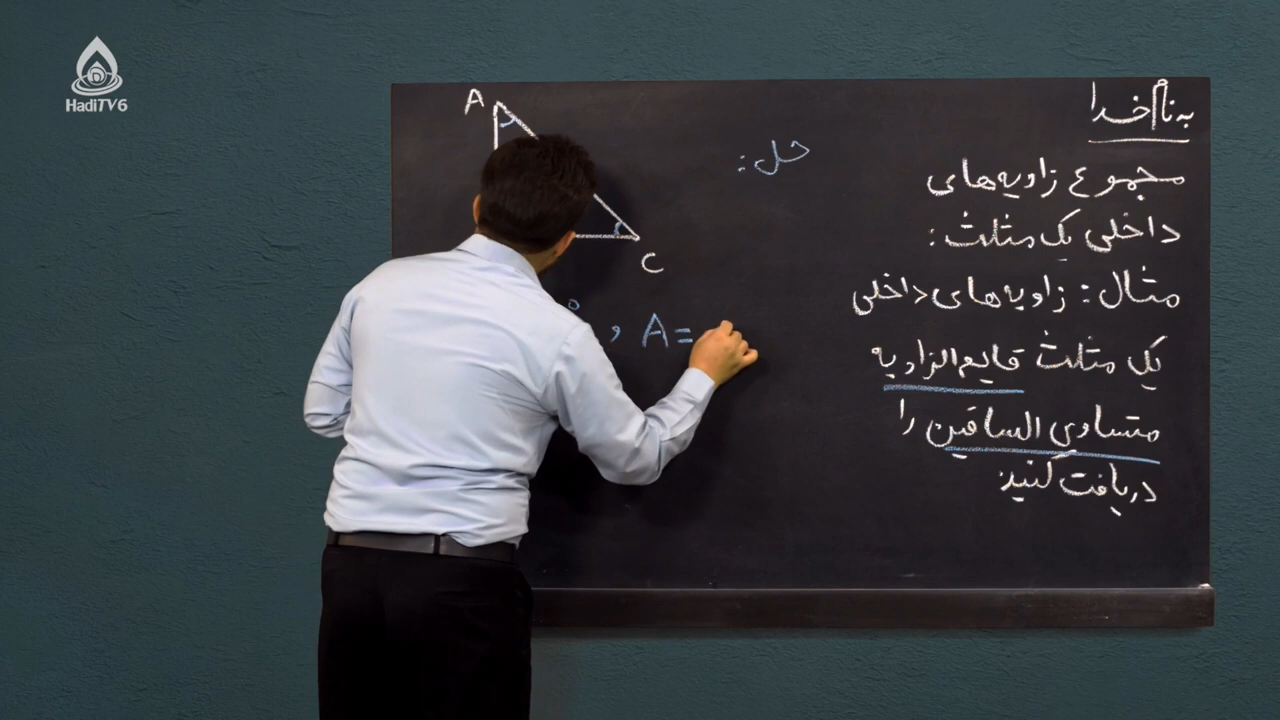 HadiTV6
به نام خدا
مجموع زاویه‌های
داخلی یک مثلث :
مثال : زاویه‌های داخلی
یک مثلث قایم الزاویه
متساوی الساقین را
دریافت کنید
حل :
A
C
° و A =